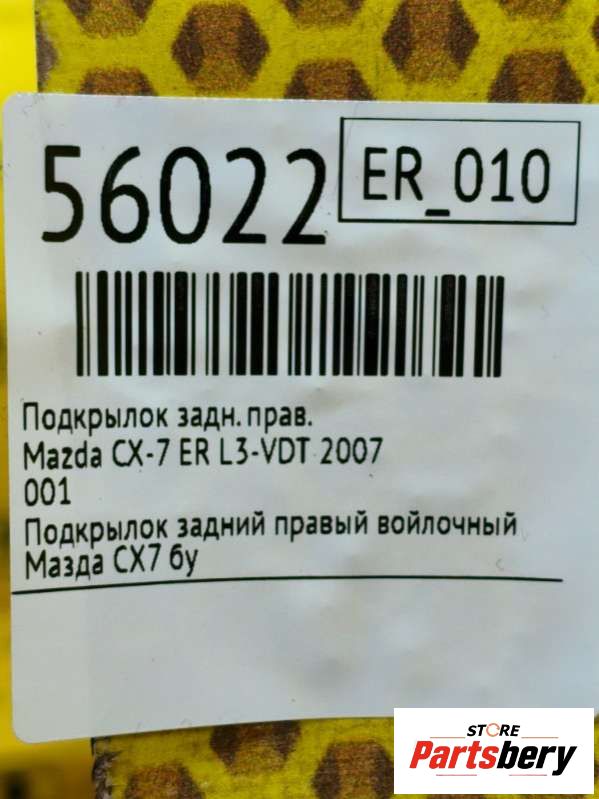 56022
ER_010
Подкрылок задн. прав.
Mazda CX-7 ER L3-VDT 2007
001
Подкрылок задний правый войлочный
Мазда СХ7 бу
STORE
Partsbery